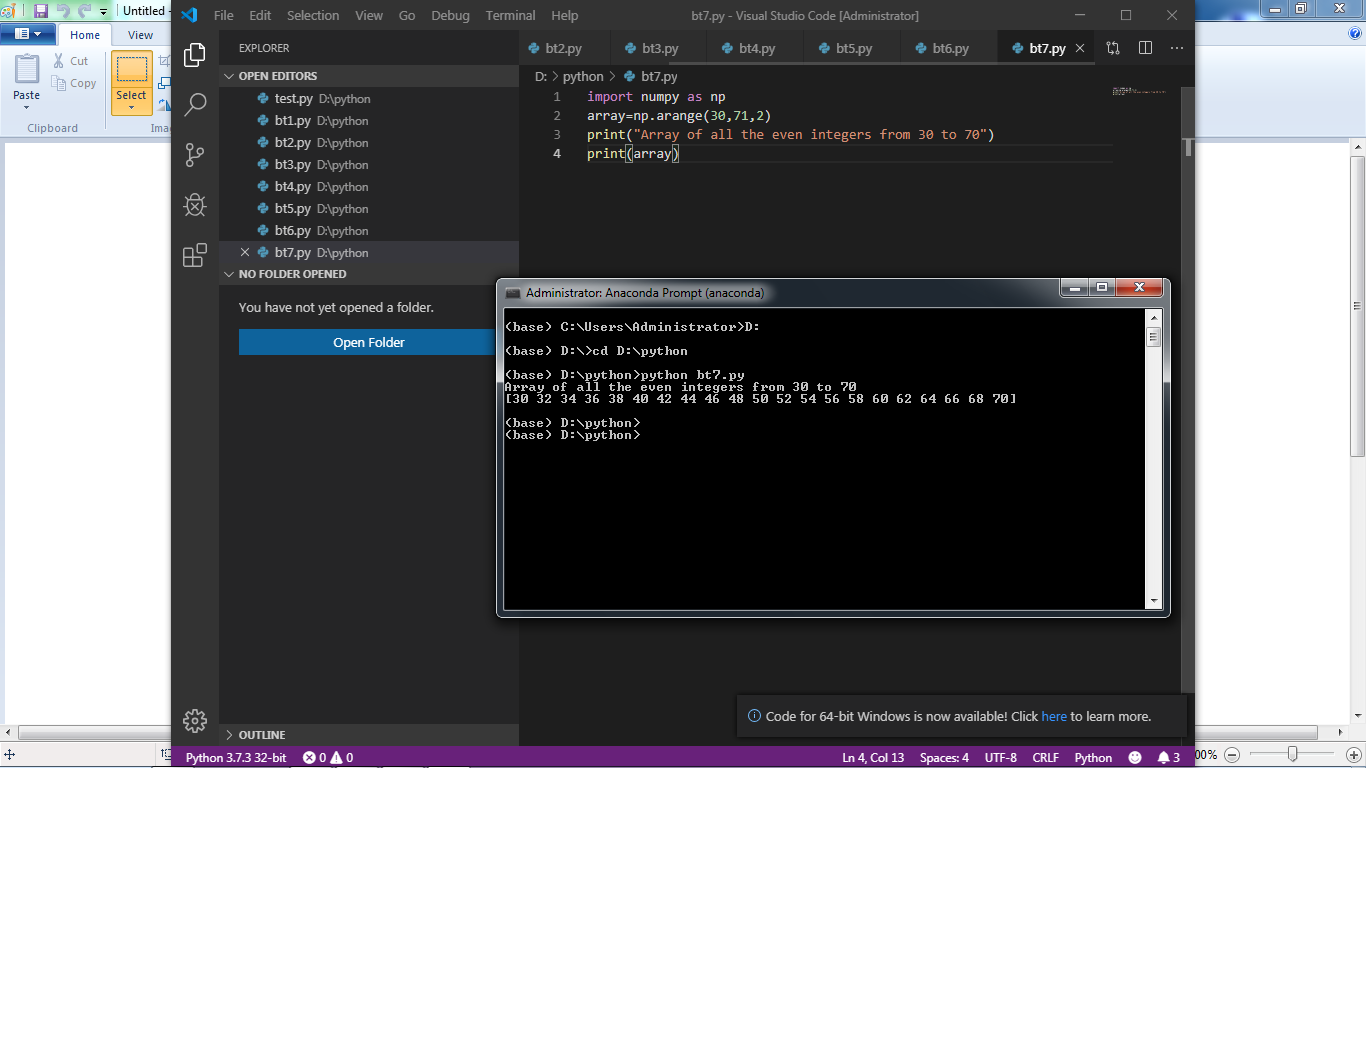 Untitled -
Home View
Paste
Cut
Copy
Select
Clipboard
Ima
File Edit Selection View Go Debug Terminal Help
bt7.py - Visual Studio Code [Administrator]
EXPLORER
OPEN EDITORS
test.py D:\python
bt1.py D:\python
bt2.py D:\python
bt3.py D:\python
bt4.py D:\python
bt5.py D:\python
bt6.py D:\python
bt7.py D:\python
NO FOLDER OPENED
You have not yet opened a folder.
Open Folder
OUTLINE
bt2.py bt3.py bt4.py bt5.py bt6.py bt7.py
D: > python > bt7.py
1 import numpy as np
2 array=np.arange(30,71,2)
3 print("Array of all the even integers from 30 to 70")
4 print(array)
Administrator: Anaconda Prompt (anaconda)
(base) C:\Users\Administrator>D:
(base) D:\>cd D:\python
(base) D:\python>python bt7.py
Array of all the even integers from 30 to 70
[30 32 34 36 38 40 42 44 46 48 50 52 54 56 58 60 62 64 66 68 70]
(base) D:\python>
(base) D:\python>
Code for 64-bit Windows is now available! Click here to learn more.
Python 3.7.3 32-bit 0 0
Ln 4, Col 13 Spaces: 4 UTF-8 CRLF Python 3
00%